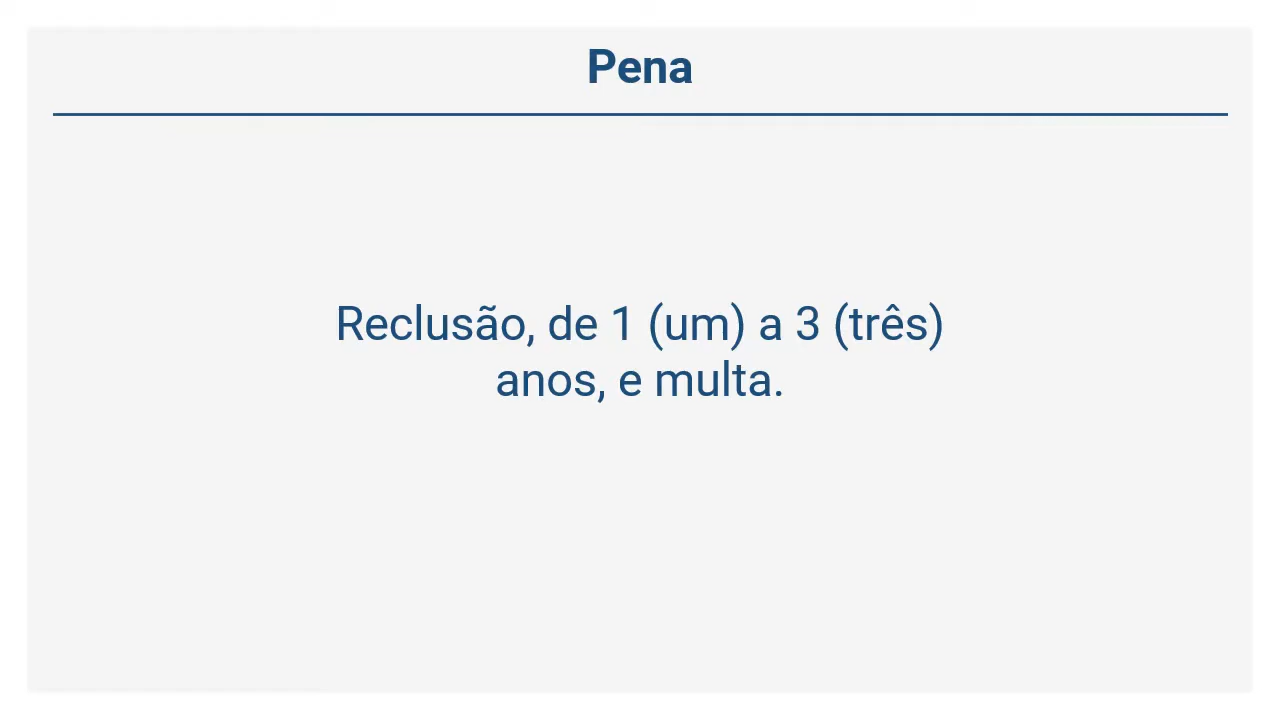 Pena
Reclusão, de 1 (um) a 3 (três)
anos, e multa.